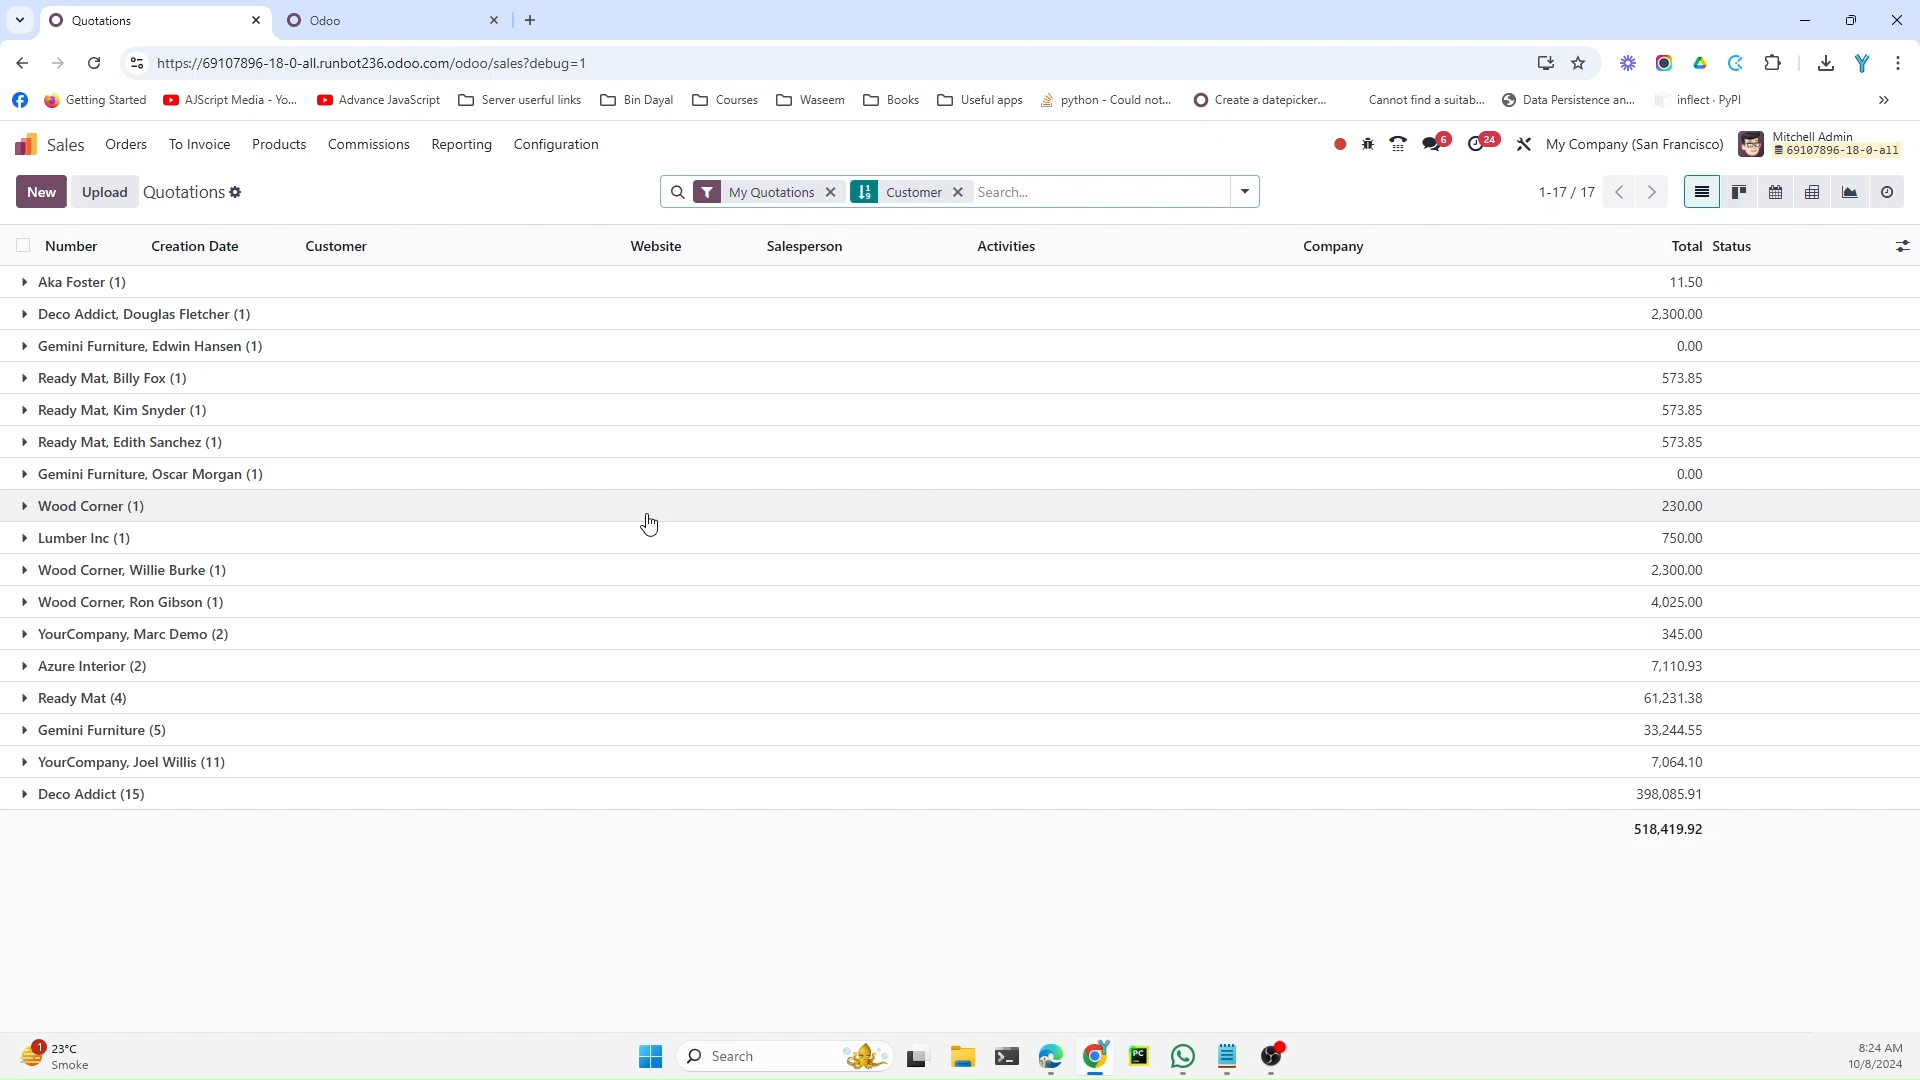 Quotations
Odoo
https://69107896-18-0-all.runbot236.odoo.com/odoo/sales?debug=1
Getting Started
AJScript Media - Yo...
Advance JavaScript
Server userful links
Bin Dayal
Courses
Waseem
Books
Useful apps
python - Could not...
Create a datepicker...
Cannot find a suitab...
Data Persistence an...
inflect · PyPI
Sales
Orders
To Invoice
Products
Commissions
Reporting
Configuration
6
24
My Company (San Francisco)
Mitchell Admin
69107896-18-0-all
New
Upload
Quotations
My Quotations
Customer
Search...
1-17 / 17
Number Creation Date Customer Website Salesperson Activities Company Total Status
Aka Foster (1) 11.50
Deco Addict, Douglas Fletcher (1) 2,300.00
Gemini Furniture, Edwin Hansen (1) 0.00
Ready Mat, Billy Fox (1) 573.85
Ready Mat, Kim Snyder (1) 573.85
Ready Mat, Edith Sanchez (1) 573.85
Gemini Furniture, Oscar Morgan (1) 0.00
Wood Corner (1) 230.00
Lumber Inc (1) 750.00
Wood Corner, Willie Burke (1) 2,300.00
Wood Corner, Ron Gibson (1) 4,025.00
YourCompany, Marc Demo (2) 345.00
Azure Interior (2) 7,110.93
Ready Mat (4) 61,231.38
Gemini Furniture (5) 33,244.55
YourCompany, Joel Willis (11) 7,064.10
Deco Addict (15) 398,085.91
518,419.92
1
23°C
Smoke
Search
PC
8:24 AM
10/8/2024